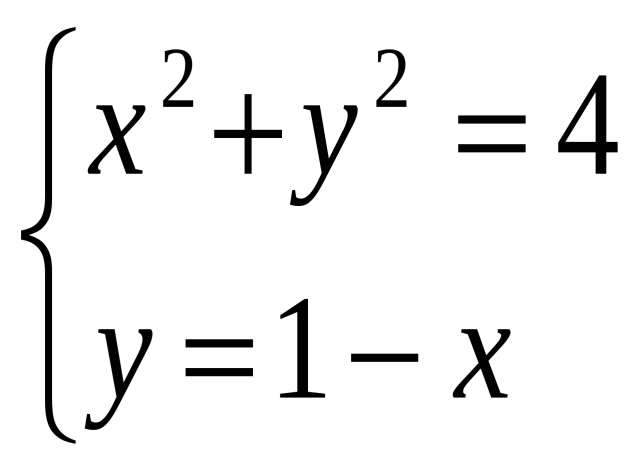 x² + y² = 4
y = 1 − x